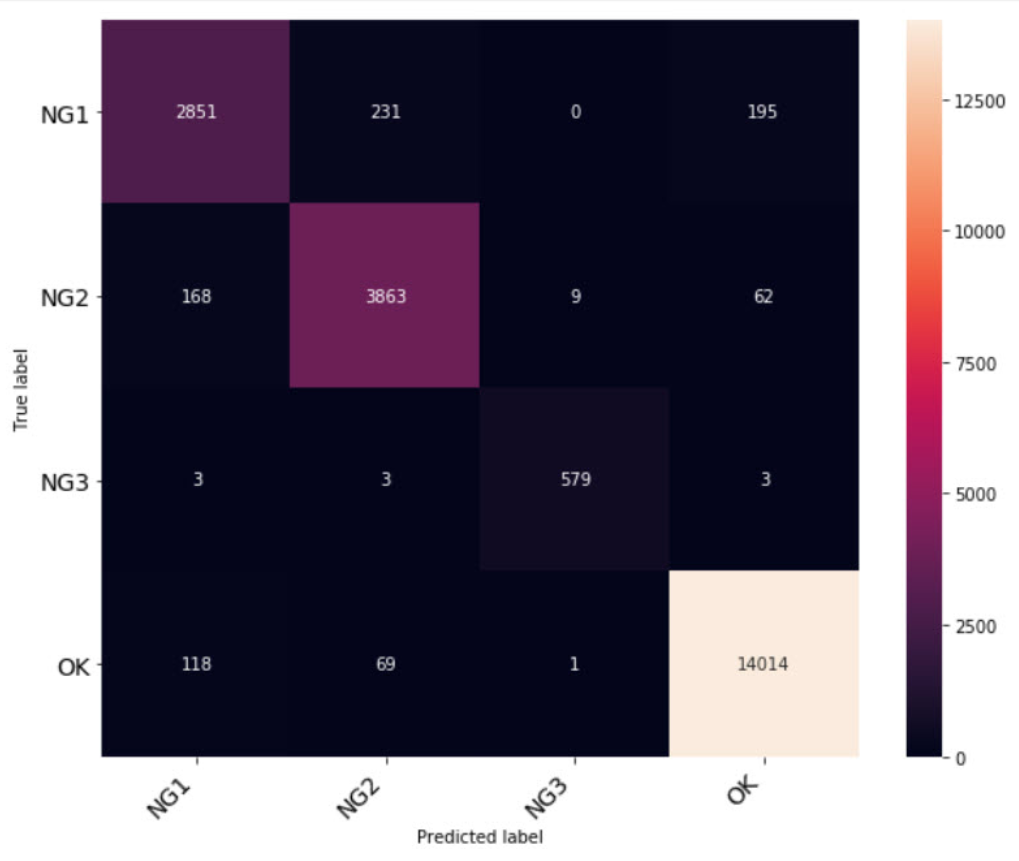 NG1 2851 231 0 195
NG2 168 3863 9 62
NG3 3 3 579 3
OK 118 69 1 14014
NG1 NG2 NG3 OK
Predicted label
True label
12500
10000
7500
5000
2500
0